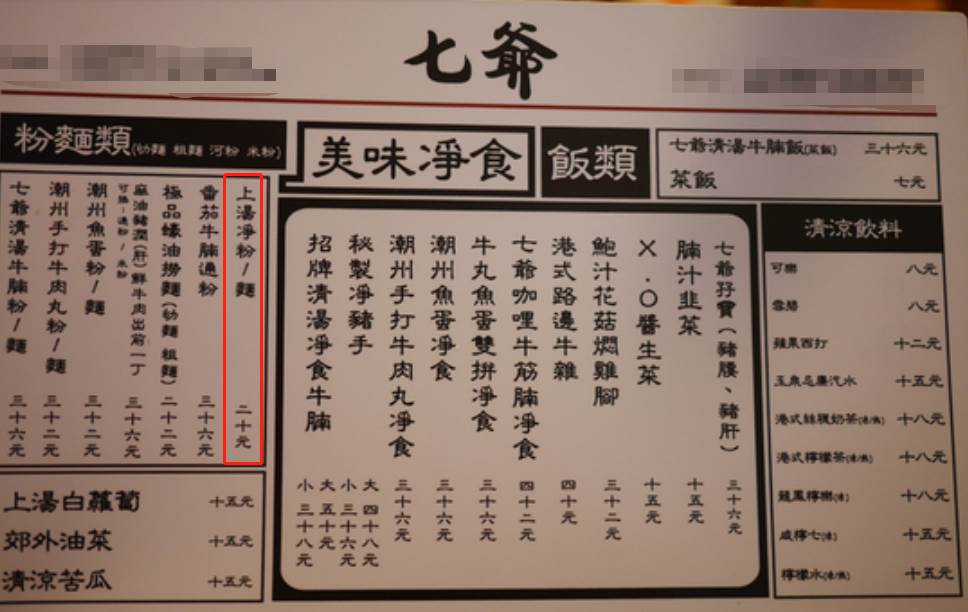 七爺
粉麵類(幼麵 粗麵 河粉 米粉)
上湯淨粉/麵 二十元
番茄牛腩通粉 三十六元
極品蠔油撈麵(幼麵 粗麵) 二十二元
麻油豬潤(肝)鮮牛肉出前一丁 三十六元
可轉:通粉/米粉
潮州魚蛋粉/麵 三十二元
潮州手打牛肉丸粉/麵 三十二元
七爺清湯牛腩粉/麵 三十六元
上湯白蘿蔔 十五元
郊外油菜 十五元
清涼苦瓜 十五元
美味淨食
七爺孖寶(豬腰、豬肝) 三十六元
腩汁韭菜 十五元
X.O醬生菜 十五元
鮑汁花菇燜雞腳 三十二元
港式路邊牛雜 四十元
七爺咖哩牛筋腩淨食 四十二元
牛丸魚蛋雙拼淨食 三十六元
潮州魚蛋淨食 三十六元
潮州手打牛肉丸淨食 三十六元
秘製淨豬手 大 四十八元 小 三十六元
招牌清湯淨食牛腩 大 五十元 小 三十八元
飯類
七爺清湯牛腩飯(菜飯) 三十六元
菜飯 七元
清涼飲料
可樂 八元
雪碧 八元
蘋果西打 十二元
玉泉忌廉汽水 十五元
港式絲襪奶茶(凍/熱) 十八元
港式檸檬茶(凍/熱) 十八元
龍鳳檸樂(凍) 十八元
咸檸七(凍) 十五元
檸檬水(凍/熱) 十五元